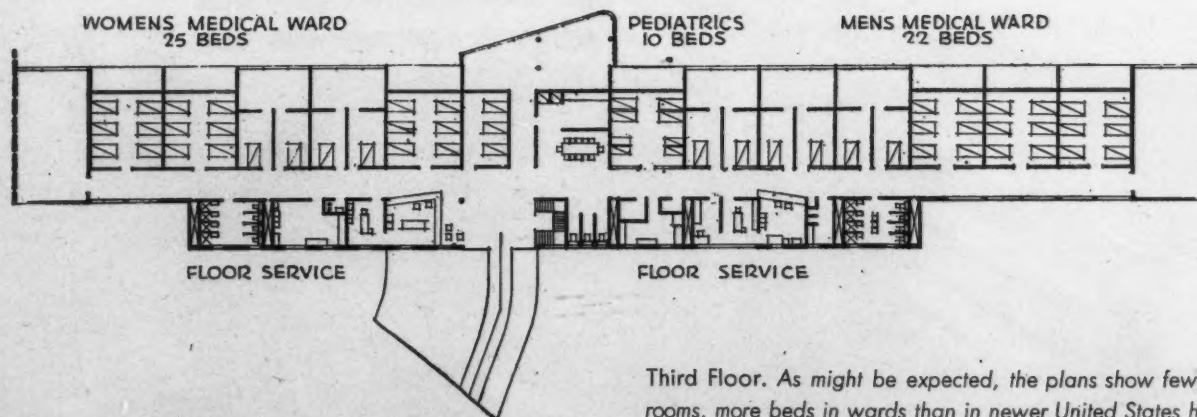 WOMENS MEDICAL WARD
25 BEDS
PEDIATRICS
10 BEDS
MENS MEDICAL WARD
22 BEDS
FLOOR SERVICE
FLOOR SERVICE
Third Floor. As might be expected, the plans show few
rooms, more beds in wards than in newer United States